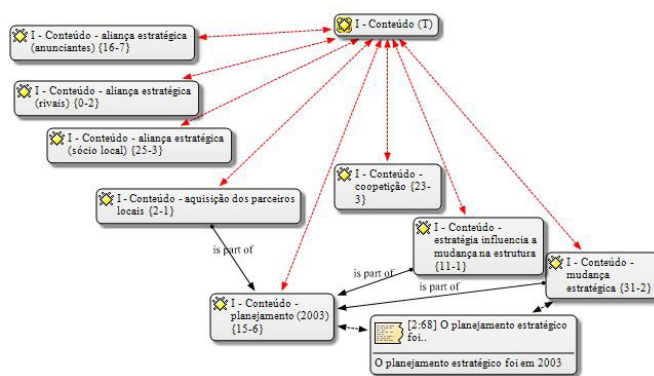 I - Conteúdo (T)
I - Conteúdo - aliança estratégica
(anunciantes) {16-7}
I - Conteúdo - aliança estratégica
(rivais) {0-2}
I - Conteúdo - aliança estratégica
(sócio local) {25-3}
I - Conteúdo -
coopetição {23-
3}
I - Conteúdo - aquisição dos parceiros
locais {2-1}
I - Conteúdo -
estratégia influencia a
mudança na estrutura
{11-1}
is part of
is part of
is part of
I - Conteúdo -
mudança
estratégica {31-2}
I - Conteúdo -
planejamento (2003)
{15-6}
[2:68] O planejamento estratégico
foi..
O planejamento estratégico foi em 2003